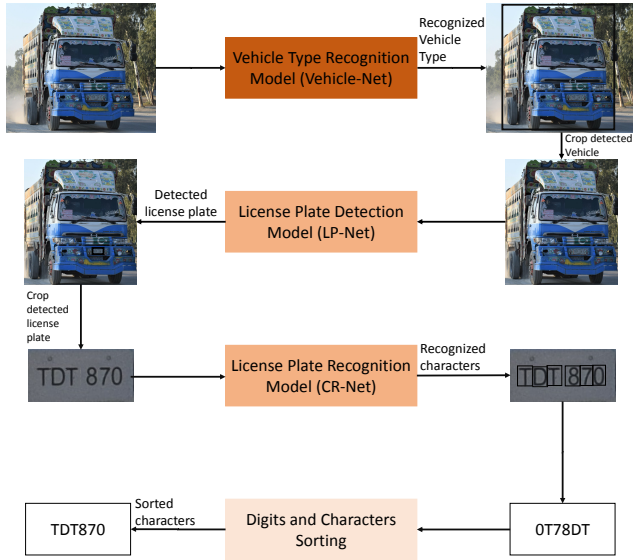 Vehicle Type Recognition
Model (Vehicle-Net)
Recognized
Vehicle
Type
Crop detected
Vehicle
Detected
license plate
License Plate Detection
Model (LP-Net)
Crop
detected
license
plate
TDT 870
License Plate Recognition
Model (CR-Net)
Recognized
characters
TDT 870
TDT870
Sorted
characters
Digits and Characters
Sorting
0T78DT